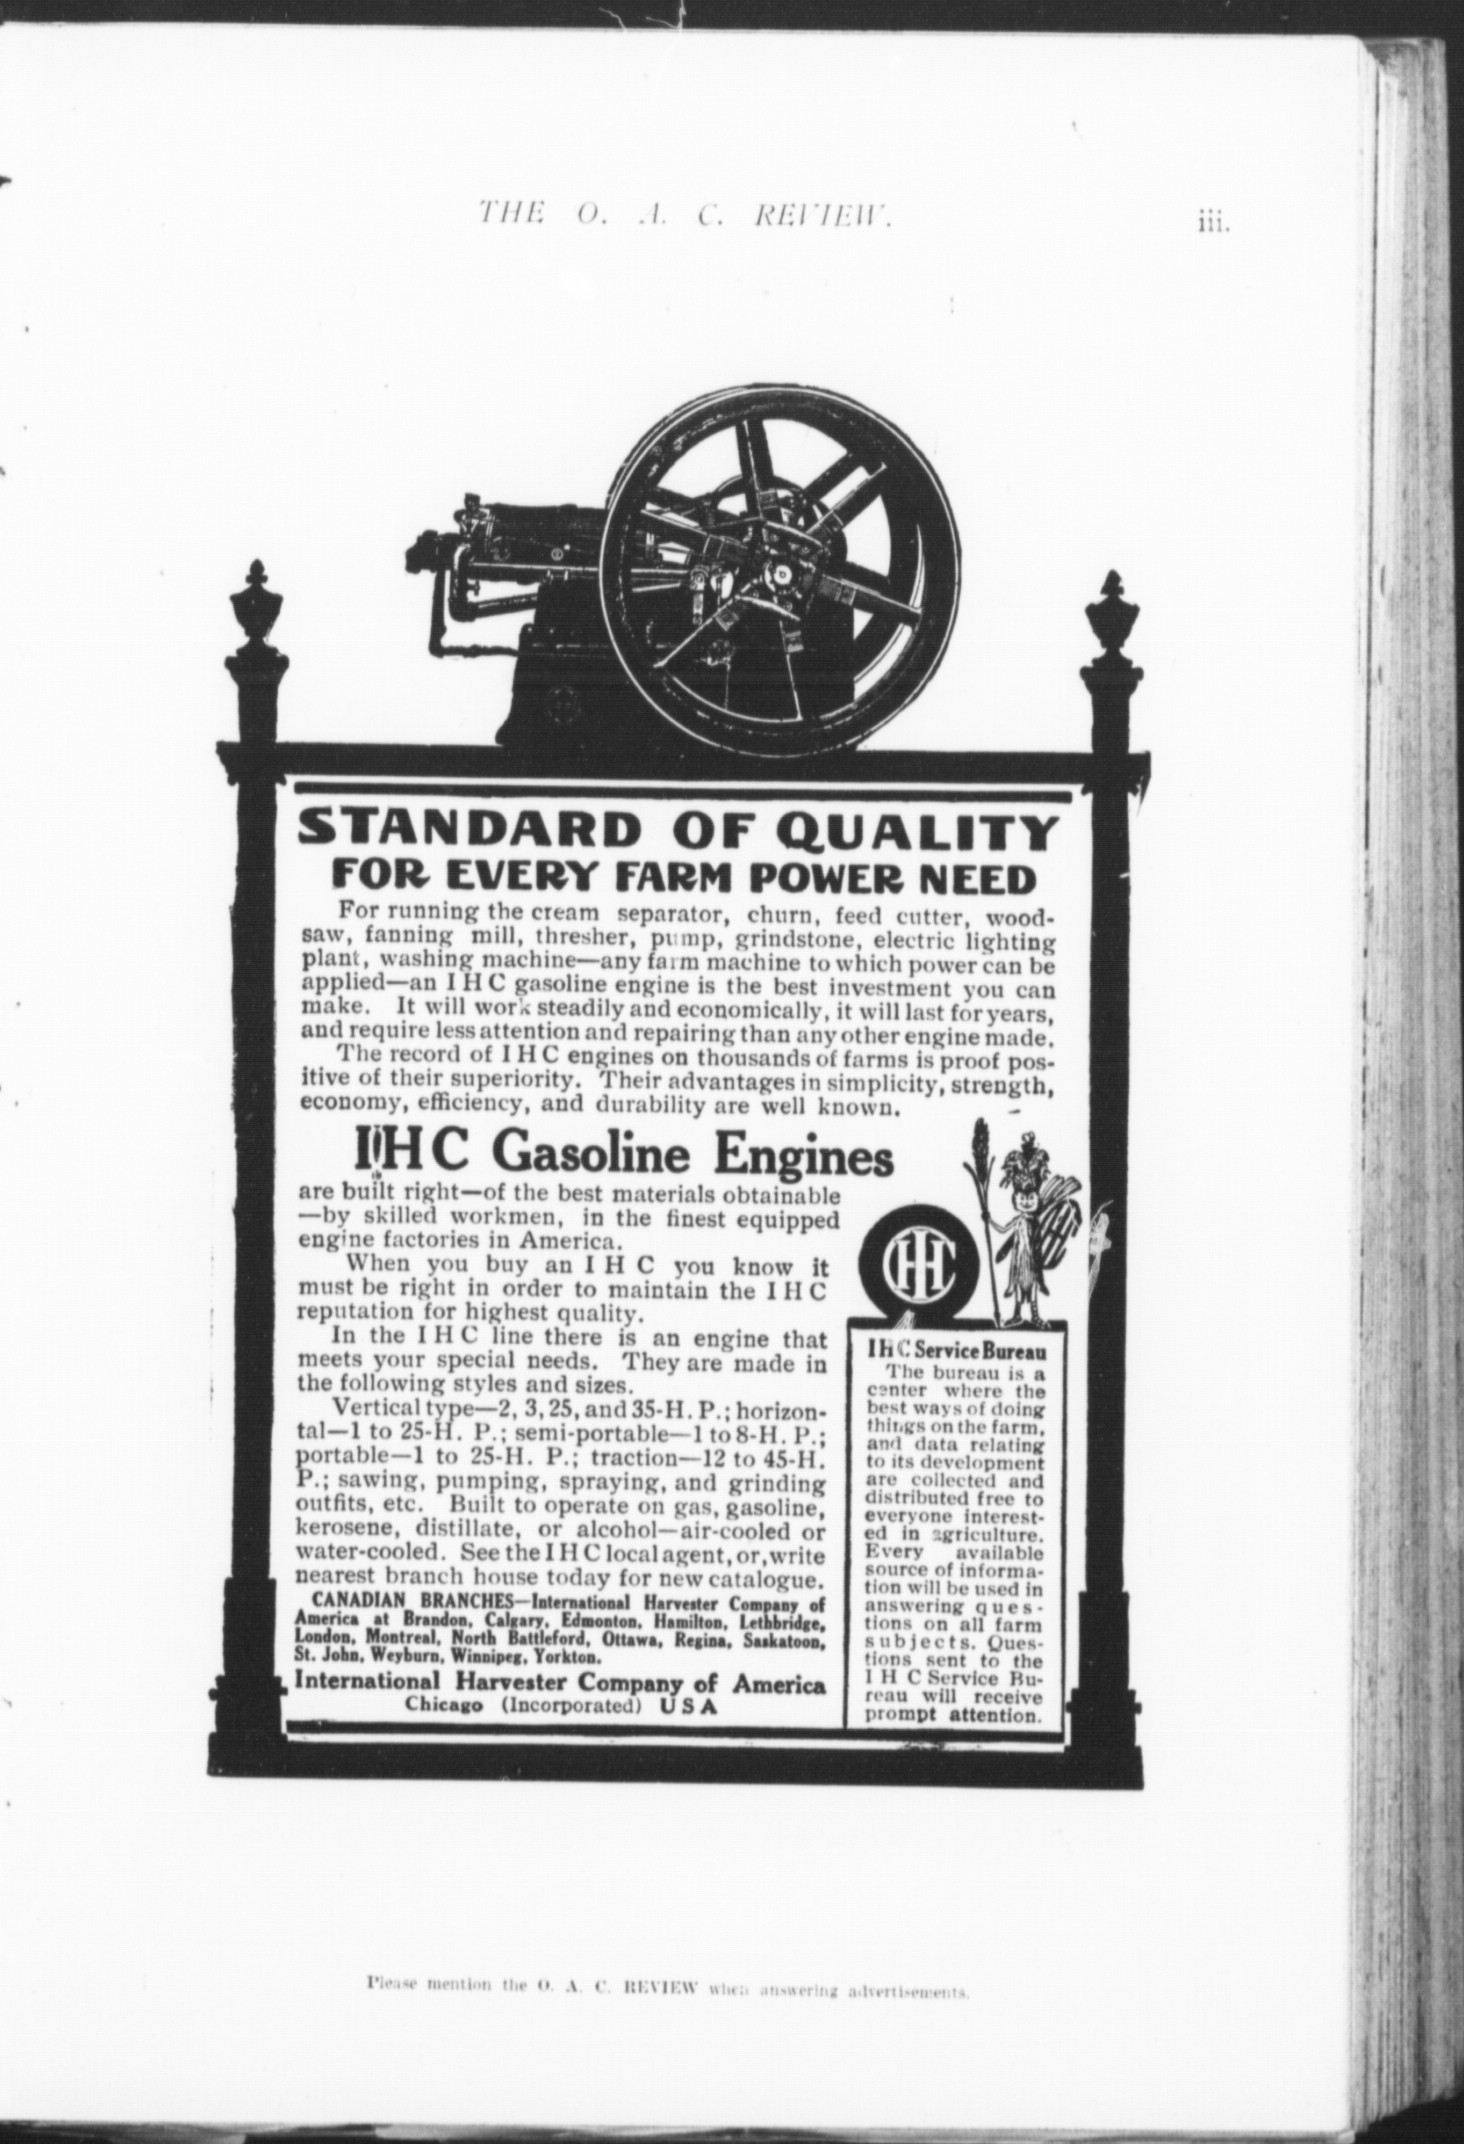 THE O. A. C. REVIEW.
iii.
STANDARD OF QUALITY
FOR EVERY FARM POWER NEED
For running the cream separator, churn, feed cutter, wood-
saw, fanning mill, thresher, pump, grindstone, electric lighting
plant, washing machine—any farm machine to which power can be
applied—an I H C gasoline engine is the best investment you can
make. It will work steadily and economically, it will last for years,
and require less attention and repairing than any other engine made.
The record of I H C engines on thousands of farms is proof pos-
itive of their superiority. Their advantages in simplicity, strength,
economy, efficiency, and durability are well known.
I H C Gasoline Engines
are built right—of the best materials obtainable
—by skilled workmen, in the finest equipped
engine factories in America.
When you buy an I H C you know it
must be right in order to maintain the I H C
reputation for highest quality.
In the I H C line there is an engine that
meets your special needs. They are made in
the following styles and sizes.
Vertical type—2, 3, 25, and 35-H. P.; horizon-
tal—1 to 25-H. P.; semi-portable—1 to 8-H. P.;
portable—1 to 25-H. P.; traction—12 to 45-H.
P.; sawing, pumping, spraying, and grinding
outfits, etc. Built to operate on gas, gasoline,
kerosene, distillate, or alcohol—air-cooled or
water-cooled. See the I H C local agent, or, write
nearest branch house today for new catalogue.
CANADIAN BRANCHES—International Harvester Company of
America at Brandon, Calgary, Edmonton, Hamilton, Lethbridge,
London, Montreal, North Battleford, Ottawa, Regina, Saskatoon,
St. John, Weyburn, Winnipeg, Yorkton.
International Harvester Company of America
Chicago (Incorporated) U S A
IHC
I H C Service Bureau
The bureau is a
center where the
best ways of doing
things on the farm,
and data relating
to its development
are collected and
distributed free to
everyone interest-
ed in agriculture.
Every available
source of informa-
tion will be used in
answering ques-
tions on all farm
subjects. Ques-
tions sent to the
I H C Service Bu-
reau will receive
prompt attention.
Please mention the O. A. C. REVIEW when answering advertisements.